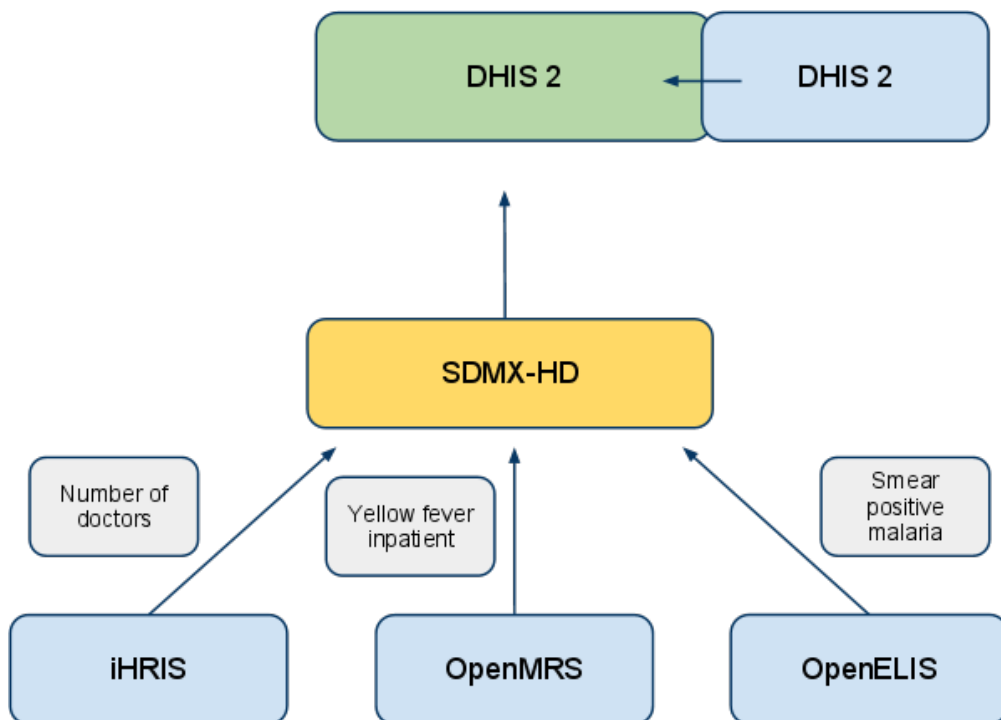 DHIS 2
DHIS 2
SDMX-HD
Number of
doctors
Yellow fever
inpatient
Smear
positive
malaria
iHRIS
OpenMRS
OpenELIS